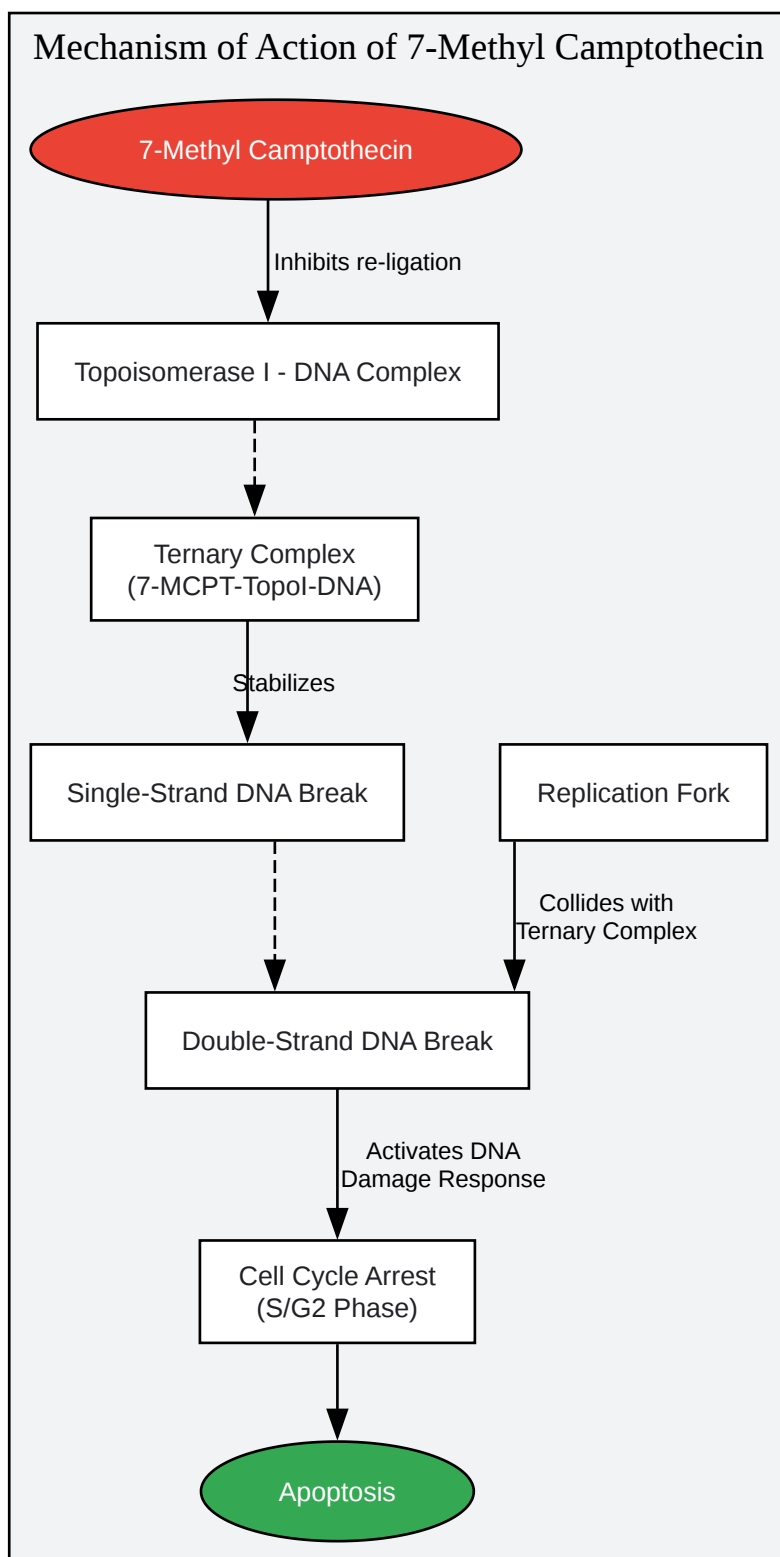 Mechanism of Action of 7-Methyl Camptothecin
7-Methyl Camptothecin
Inhibits re-ligation
Topoisomerase I - DNA Complex
Ternary Complex
(7-MCPT-TopoI-DNA)
Stabilizes
Single-Strand DNA Break
Replication Fork
Collides with
Ternary Complex
Double-Strand DNA Break
Activates DNA
Damage Response
Cell Cycle Arrest
(S/G2 Phase)
Apoptosis